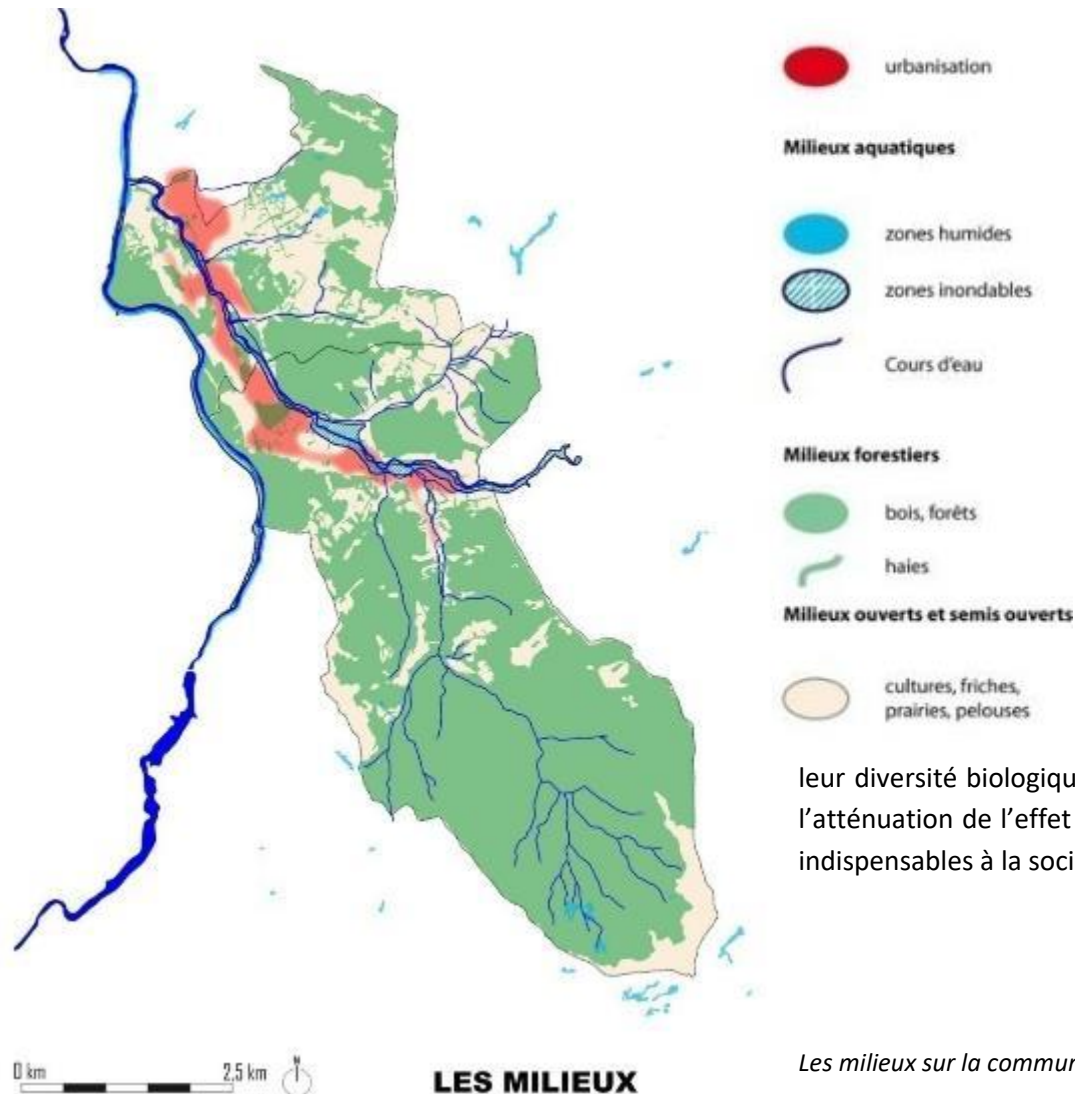 urbanisation
Milieux aquatiques
zones humides
zones inondables
Cours d'eau
Milieux forestiers
bois, forêts
haies
Milieux ouverts et semis ouverts
cultures, friches,
prairies, pelouses
leur diversité biologiqu
l’atténuation de l’effet
indispensables à la soci
0 km 2,5 km N
LES MILIEUX
Les milieux sur la commun